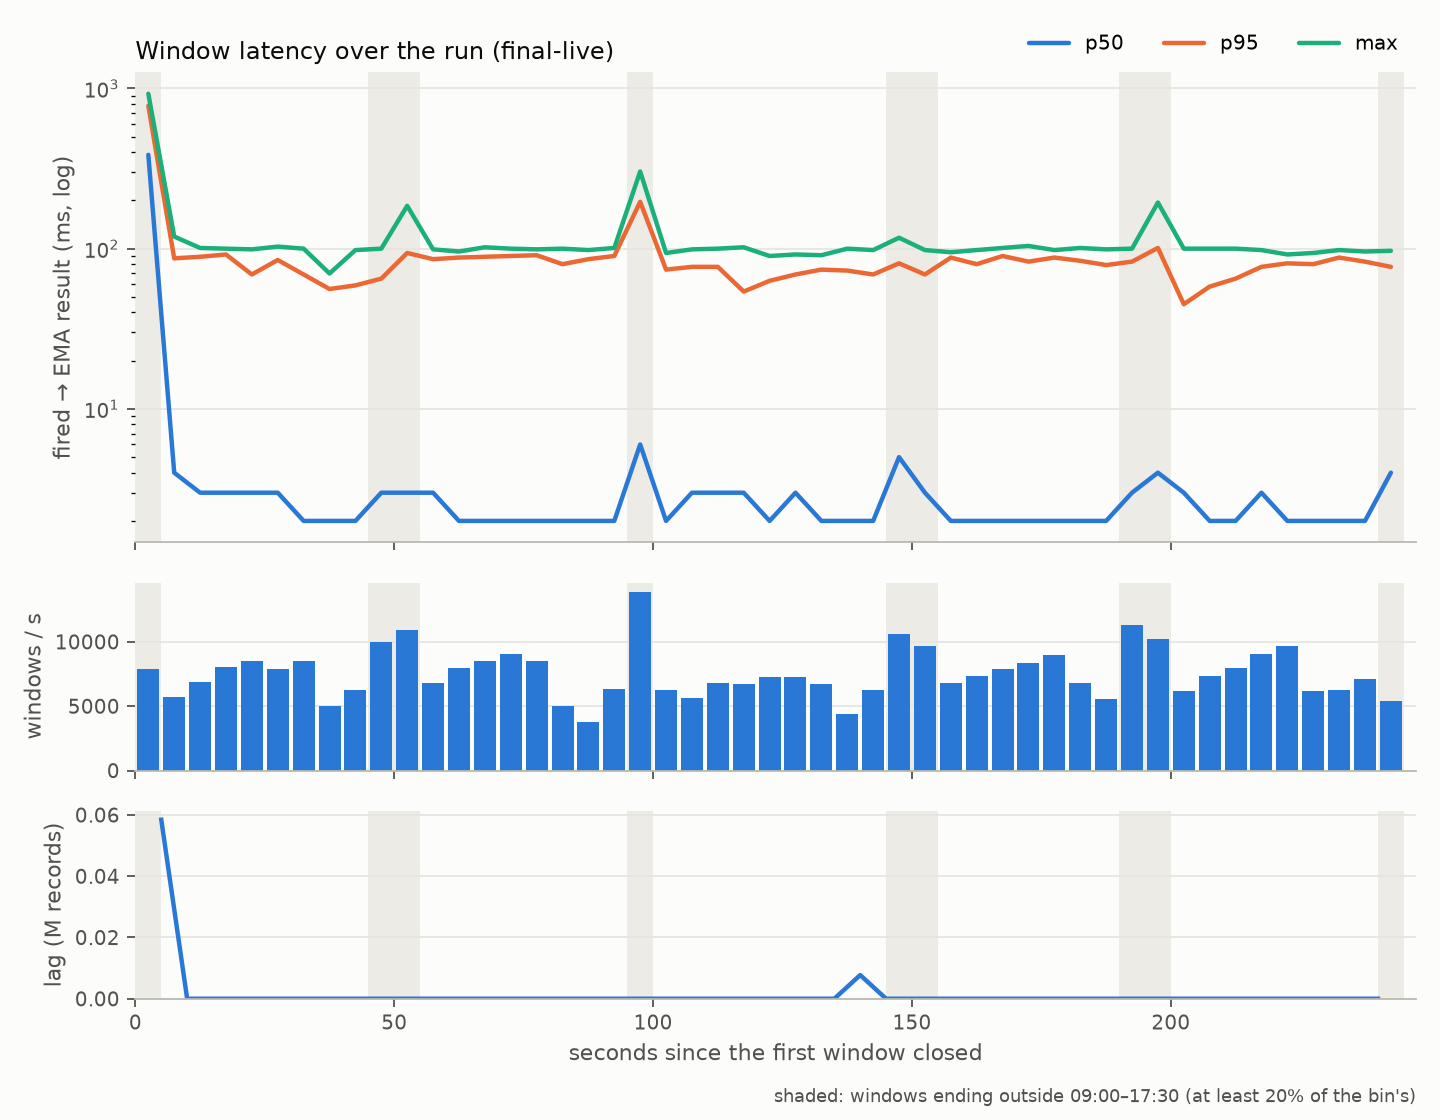 Window latency over the run (final-live)
p50 p95 max
fired → EMA result (ms, log)
10³
10²
10¹
windows / s
10000
5000
0
lag (M records)
0.06
0.04
0.02
0.00
0 50 100 150 200
seconds since the first window closed
shaded: windows ending outside 09:00–17:30 (at least 20% of the bin's)